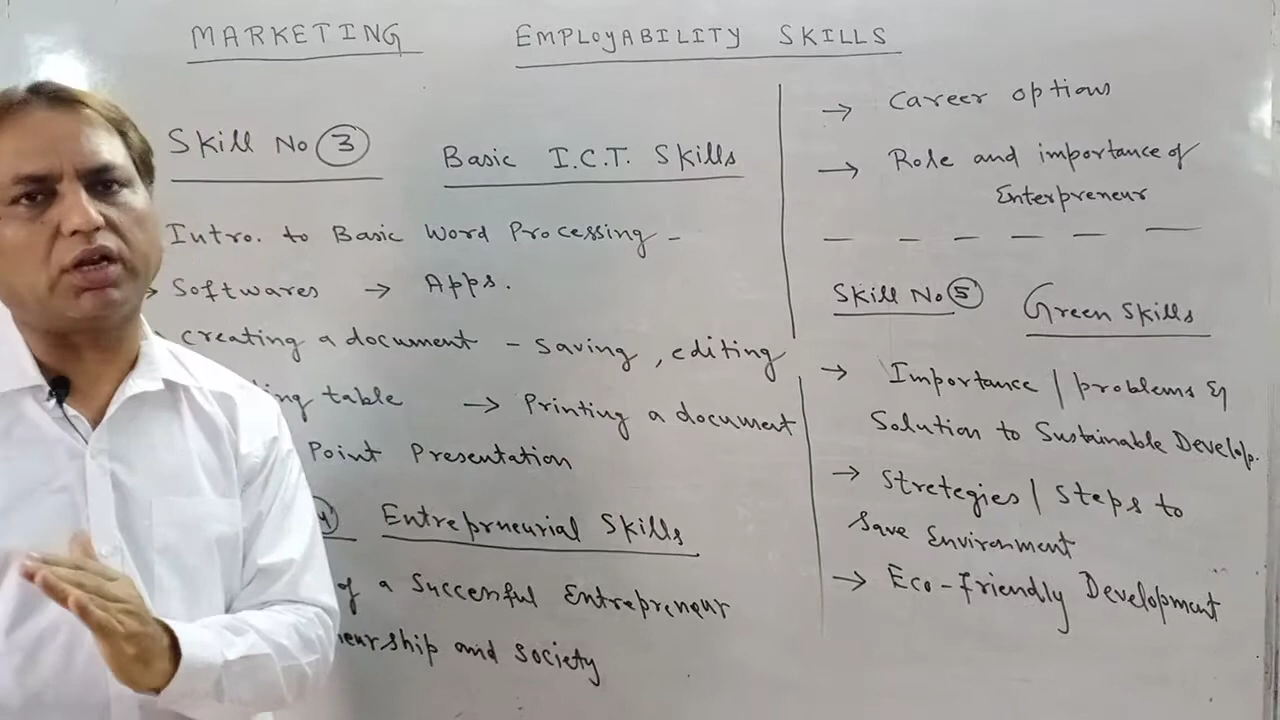 MARKETING EMPLOYABILITY SKILLS
Skill No 3 Basic I.C.T. Skills
Intro. to Basic Word Processing -
→ Softwares → Apps.
creating a document - saving, editing
table → Printing a document
Point Presentation
4 Entreprneurial Skills
of a Successful Entrepreneur
and society
→ Career options
→ Role and importance of
Enterpreneur
— — — — — —
Skill No 5 Green Skills
→ Importance / problems &
Solution to Sustainable Develop.
→ Stretegies / Steps to
Save Environment
→ Eco-friendly Development